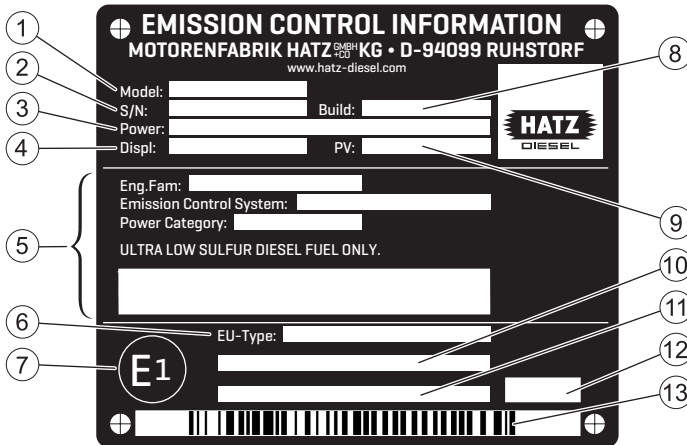 EMISSION CONTROL INFORMATION
MOTORENFABRIK HATZ GMBH +CO KG • D-94099 RUHSTORF
www.hatz-diesel.com
1
Model:
2
S/N: Build:
8
3
Power:
4
Displ: PV:
9
HATZ
DIESEL
5
Eng.Fam:
Emission Control System:
Power Category:
ULTRA LOW SULFUR DIESEL FUEL ONLY.
6
EU-Type:
10
7
E1
11
12
13